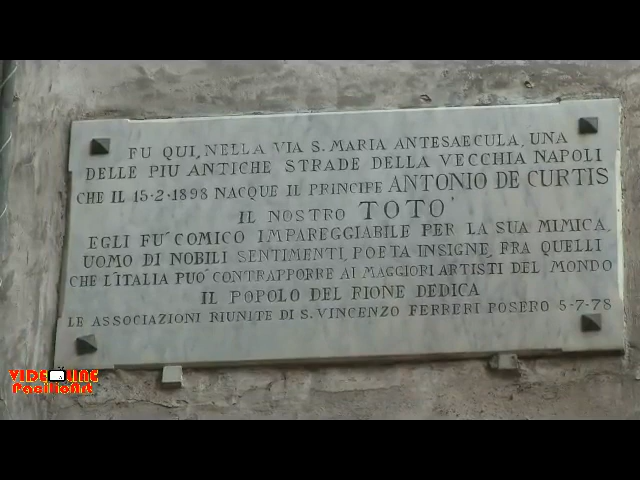 FU QUI, NELLA VIA S. MARIA ANTESAECULA, UNA
DELLE PIU ANTICHE STRADE DELLA VECCHIA NAPOLI
CHE IL 15-2-1898 NACQUE IL PRINCIPE ANTONIO DE CURTIS
IL NOSTRO TOTO'
EGLI FU' COMICO IMPAREGGIABILE PER LA SUA MIMICA,
UOMO DI NOBILI SENTIMENTI, POETA INSIGNE, FRA QUELLI
CHE L'ITALIA PUO' CONTRAPPORRE AI MAGGIORI ARTISTI DEL MONDO
IL POPOLO DEL RIONE DEDICA
LE ASSOCIAZIONI RIUNITE DI S. VINCENZO FERRERI POSERO 5-7-78
VIDEOLINE
PacilioArt